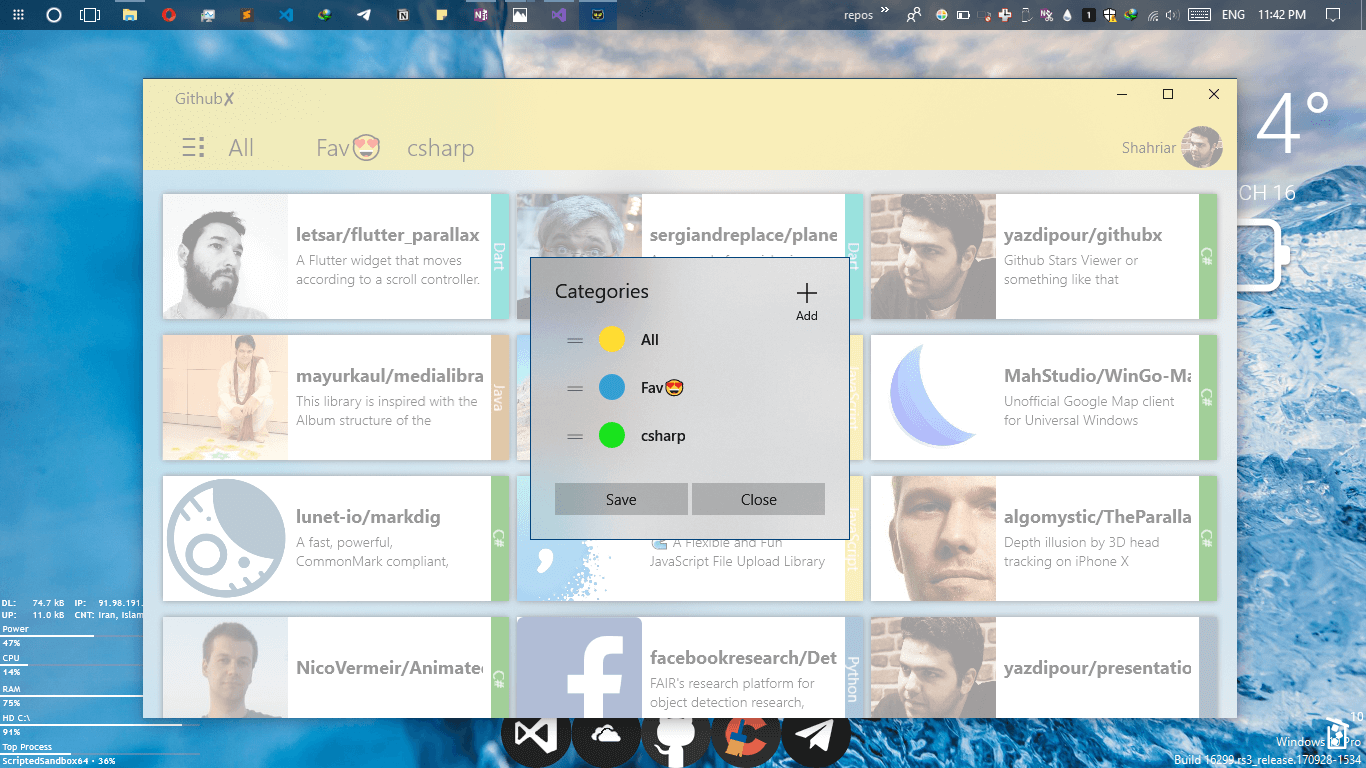 repos »
1
ENG
11:42 PM
4°
CH 16
GithubX
All
Fav😍
csharp
Shahriar
letsar/flutter_parallax
A Flutter widget that moves
according to a scroll controller.
Dart
sergiandreplace/plane
Dart
yazdipour/githubx
Github Stars Viewer or
something like that
C#
mayurkaul/medialibra
This library is inspired with the
Album structure of the
Java
JavaScript
MahStudio/WinGo-Ma
Unofficial Google Map client
for Universal Windows
C#
Categories
Add
All
Fav😍
csharp
Save
Close
lunet-io/markdig
A fast, powerful,
CommonMark compliant,
C#
A Flexible and Fun
JavaScript File Upload Library
JavaScript
algomystic/TheParalla
Depth illusion by 3D head
tracking on iPhone X
C#
NicoVermeir/Animate
C#
facebookresearch/Det
FAIR's research platform for
object detection research,
Python
yazdipour/presentatio
DL: 74.7 kB IP: 91.98.191.
UP: 11.0 kB CNT: Iran, Islam
Power
47%
CPU
14%
RAM
75%
HD C:\
91%
Top Process
ScriptedSandbox64 • 36%
10
Windows 10 Pro
Build 16299.rs3_release.170928-1534